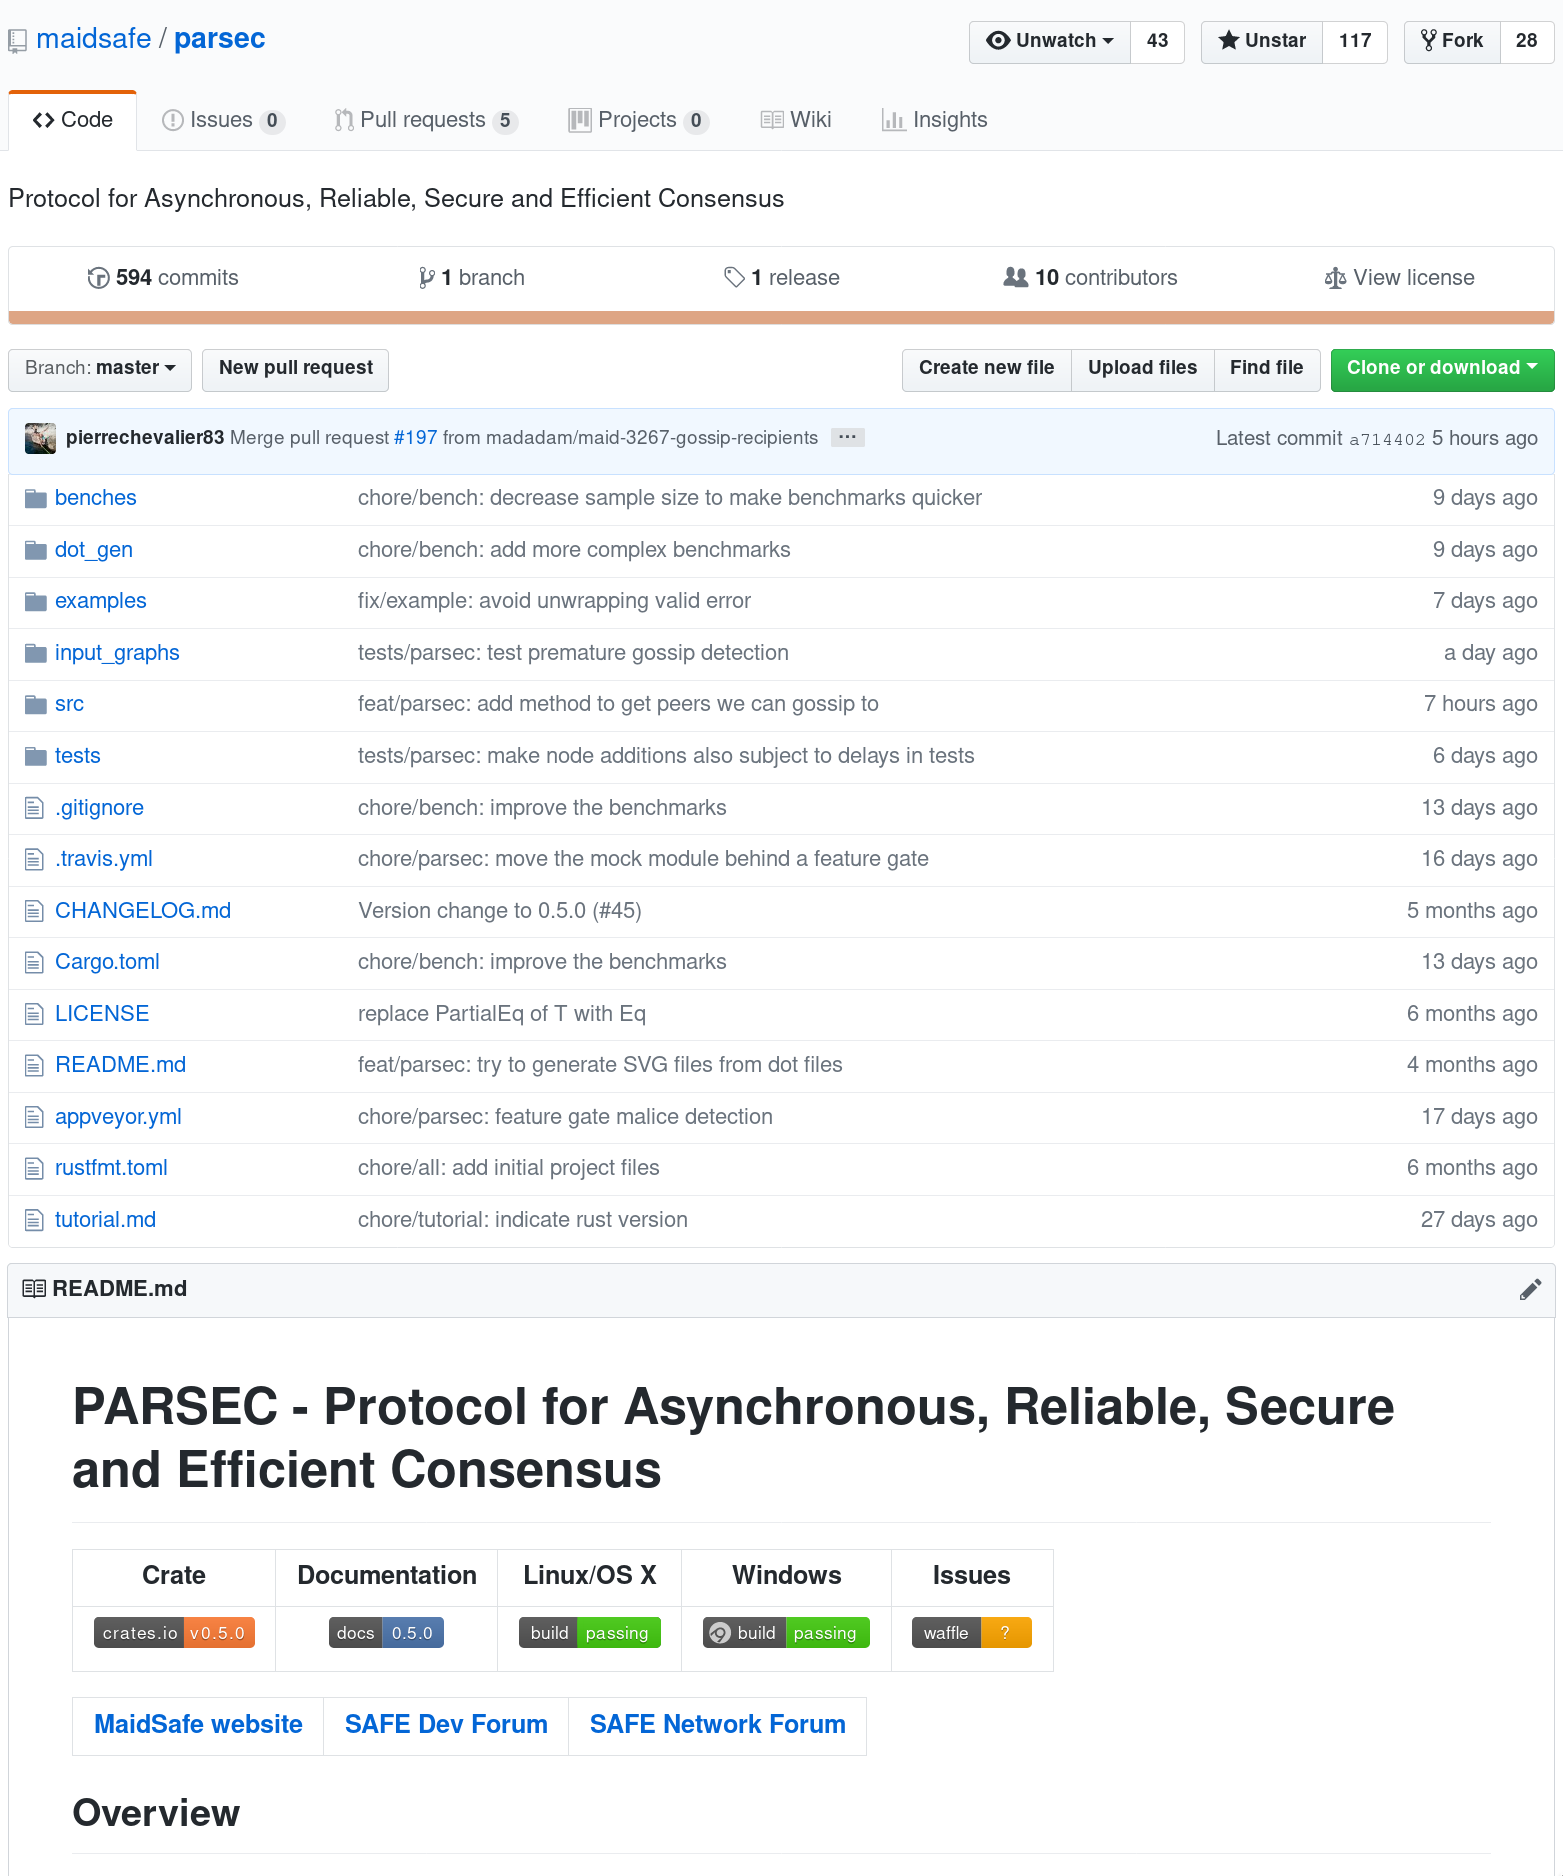 maidsafe / parsec
Unwatch 43 Unstar 117 Fork 28
Code Issues 0 Pull requests 5 Projects 0 Wiki Insights
Protocol for Asynchronous, Reliable, Secure and Efficient Consensus
594 commits 1 branch 1 release 10 contributors View license
Branch: master New pull request Create new file Upload files Find file Clone or download
pierrechevalier83 Merge pull request #197 from madadam/maid-3267-gossip-recipients ... Latest commit a714402 5 hours ago
benches chore/bench: decrease sample size to make benchmarks quicker 9 days ago
dot_gen chore/bench: add more complex benchmarks 9 days ago
examples fix/example: avoid unwrapping valid error 7 days ago
input_graphs tests/parsec: test premature gossip detection a day ago
src feat/parsec: add method to get peers we can gossip to 7 hours ago
tests tests/parsec: make node additions also subject to delays in tests 6 days ago
.gitignore chore/bench: improve the benchmarks 13 days ago
.travis.yml chore/parsec: move the mock module behind a feature gate 16 days ago
CHANGELOG.md Version change to 0.5.0 (#45) 5 months ago
Cargo.toml chore/bench: improve the benchmarks 13 days ago
LICENSE replace PartialEq of T with Eq 6 months ago
README.md feat/parsec: try to generate SVG files from dot files 4 months ago
appveyor.yml chore/parsec: feature gate malice detection 17 days ago
rustfmt.toml chore/all: add initial project files 6 months ago
tutorial.md chore/tutorial: indicate rust version 27 days ago
README.md
PARSEC - Protocol for Asynchronous, Reliable, Secure
and Efficient Consensus
Crate Documentation Linux/OS X Windows Issues
crates.io v0.5.0 docs 0.5.0 build passing build passing waffle ?
MaidSafe website SAFE Dev Forum SAFE Network Forum
Overview